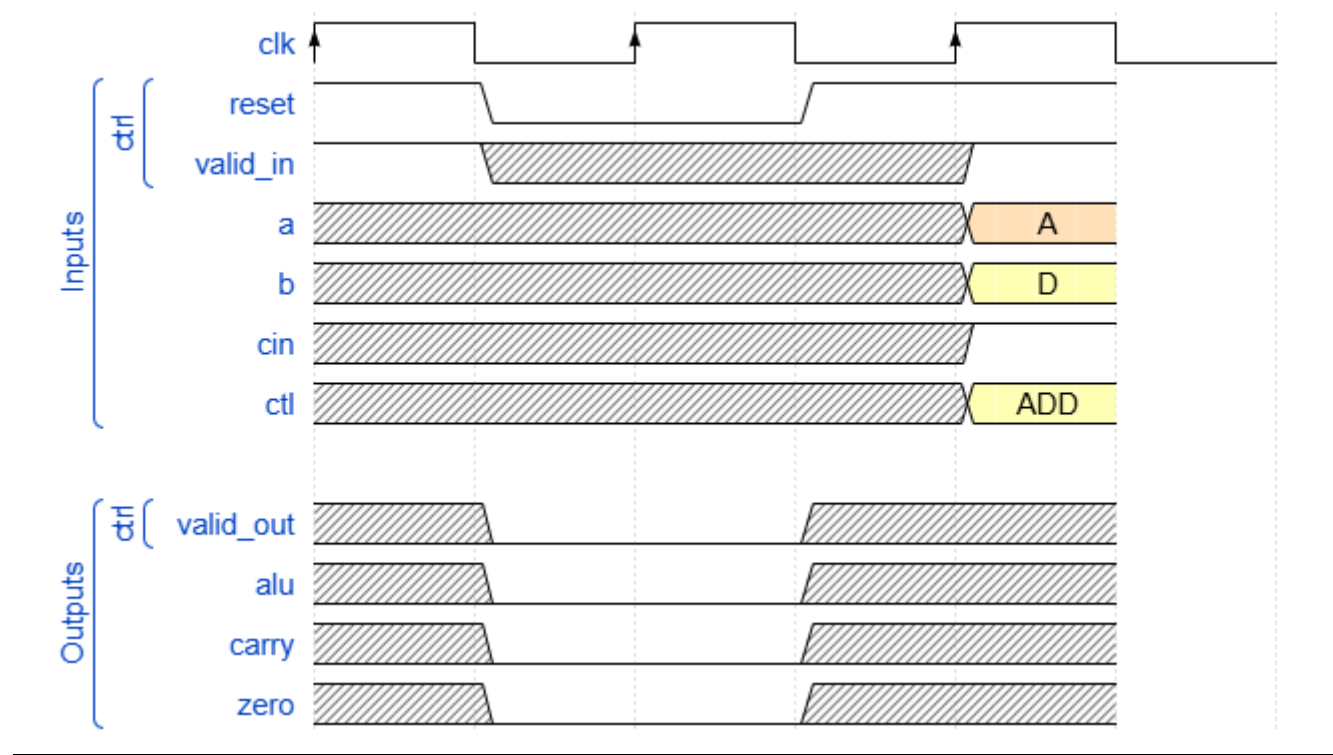 clk
Inputs
ctrl
reset
valid_in
a
A
b
D
cin
ctl
ADD
Outputs
ctrl
valid_out
alu
carry
zero